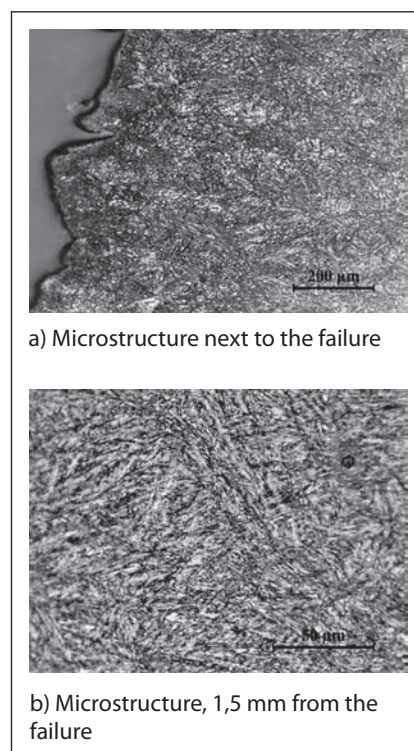 200 μm
a) Microstructure next to the failure
50 μm
b) Microstructure, 1,5 mm from the
failure